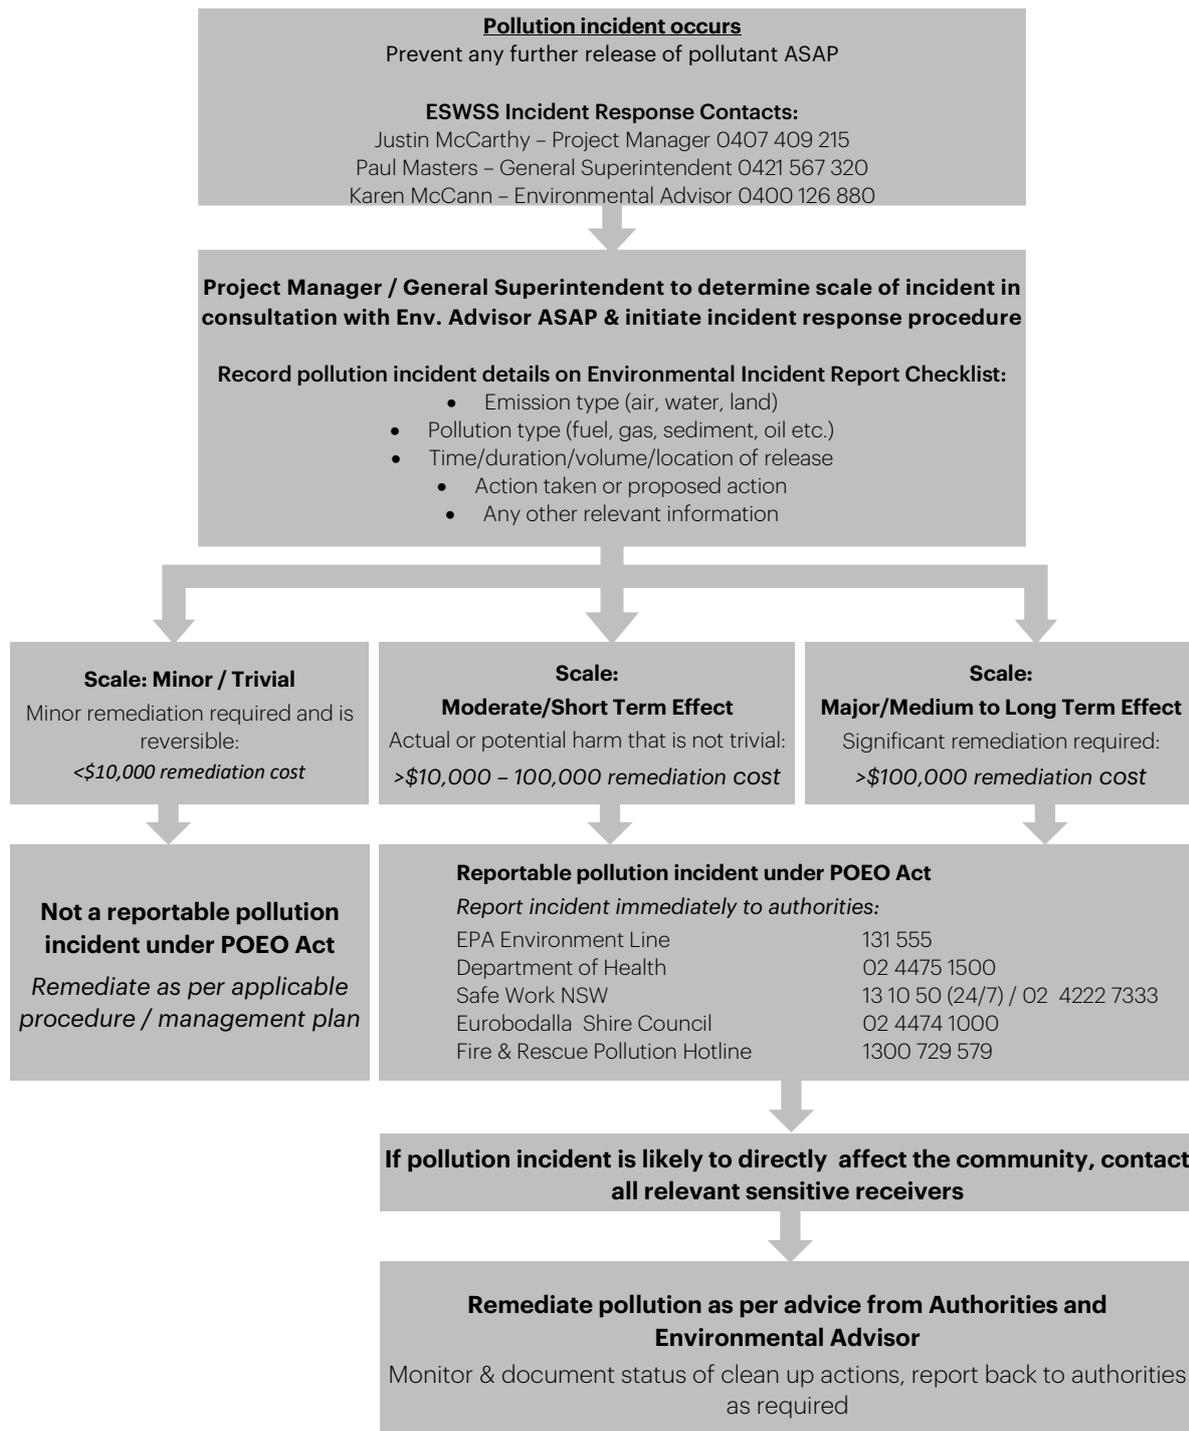 Pollution incident occurs
Prevent any further release of pollutant ASAP
ESWSS Incident Response Contacts:
Justin McCarthy – Project Manager 0407 409 215
Paul Masters – General Superintendent 0421 567 320
Karen McCann – Environmental Advisor 0400 126 880
Project Manager / General Superintendent to determine scale of incident in
consultation with Env. Advisor ASAP & initiate incident response procedure
Record pollution incident details on Environmental Incident Report Checklist:
• Emission type (air, water, land)
• Pollution type (fuel, gas, sediment, oil etc.)
• Time/duration/volume/location of release
• Action taken or proposed action
• Any other relevant information
Scale: Minor / Trivial
Minor remediation required and is
reversible:
<$10,000 remediation cost
Scale:
Moderate/Short Term Effect
Actual or potential harm that is not trivial:
>$10,000 – 100,000 remediation cost
Scale:
Major/Medium to Long Term Effect
Significant remediation required:
>$100,000 remediation cost
Not a reportable pollution
incident under POEO Act
Remediate as per applicable
procedure / management plan
Reportable pollution incident under POEO Act
Report incident immediately to authorities:
EPA Environment Line 131 555
Department of Health 02 4475 1500
Safe Work NSW 13 10 50 (24/7) / 02 4222 7333
Eurobodalla Shire Council 02 4474 1000
Fire & Rescue Pollution Hotline 1300 729 579
If pollution incident is likely to directly affect the community, contact
all relevant sensitive receivers
Remediate pollution as per advice from Authorities and
Environmental Advisor
Monitor & document status of clean up actions, report back to authorities
as required